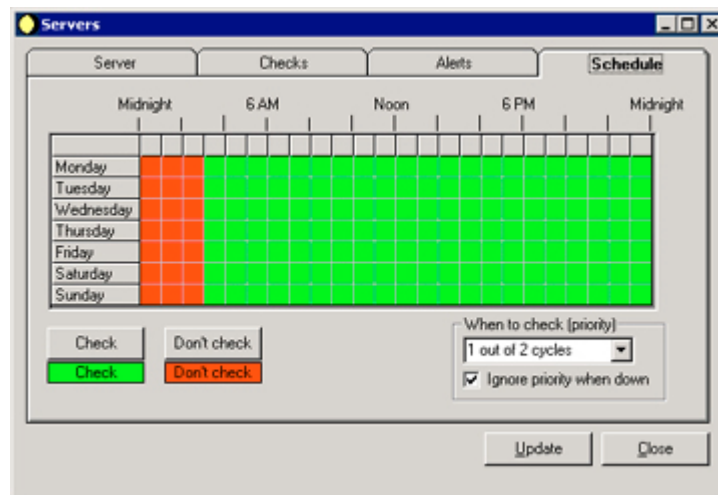 Servers
Server Checks Alerts Schedule
Midnight 6 AM Noon 6 PM Midnight
Monday
Tuesday
Wednesday
Thursday
Friday
Saturday
Sunday
Check Don't check
Check Don't check
When to check (priority)
1 out of 2 cycles
Ignore priority when down
Update Close